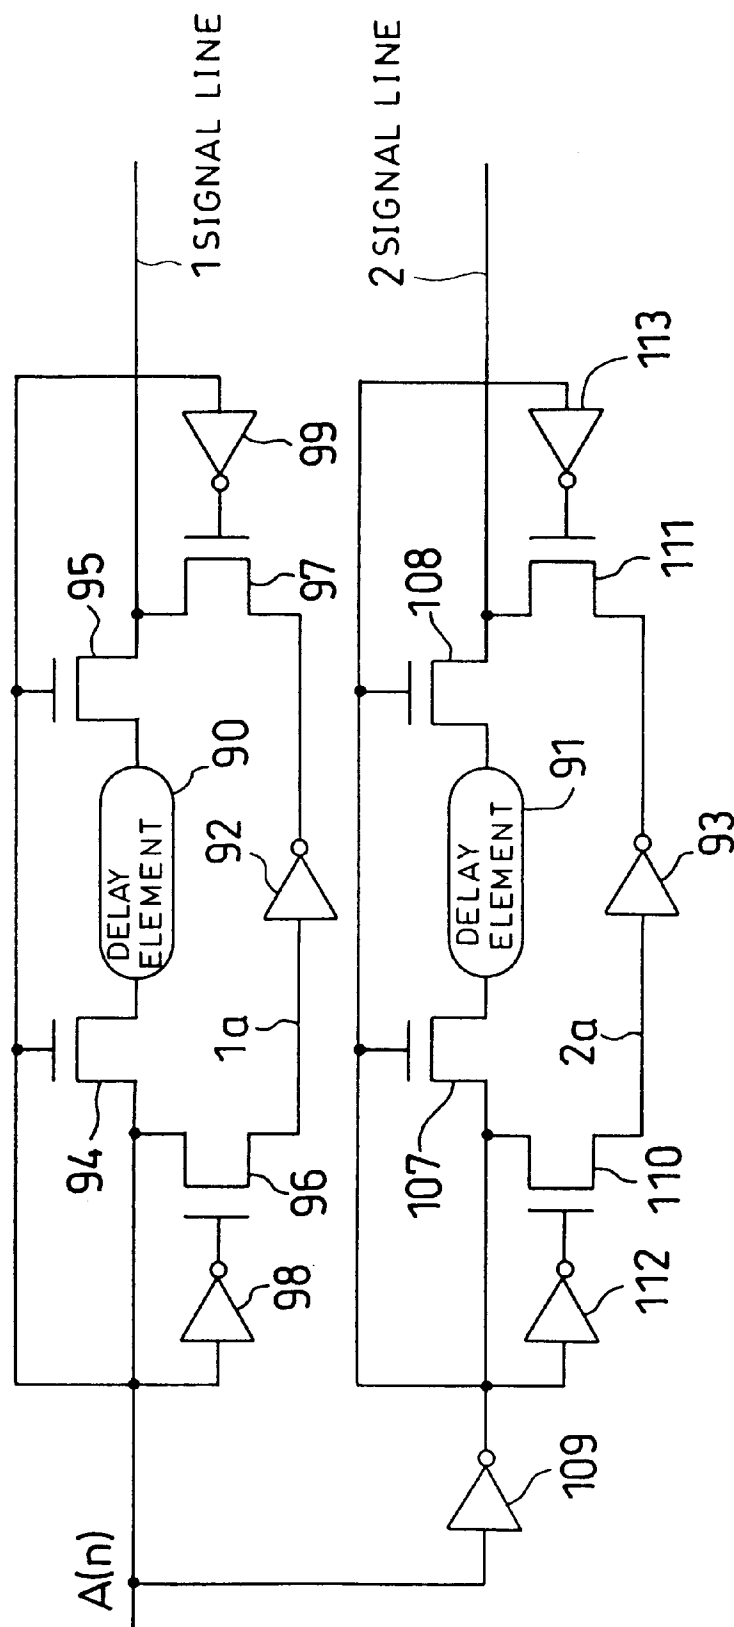 A(n)
94
DELAY
ELEMENT
90
95
1 SIGNAL LINE
98
96
1a
92
97
99
109
107
DELAY
ELEMENT
91
108
2 SIGNAL LINE
112
110
2a
93
111
113